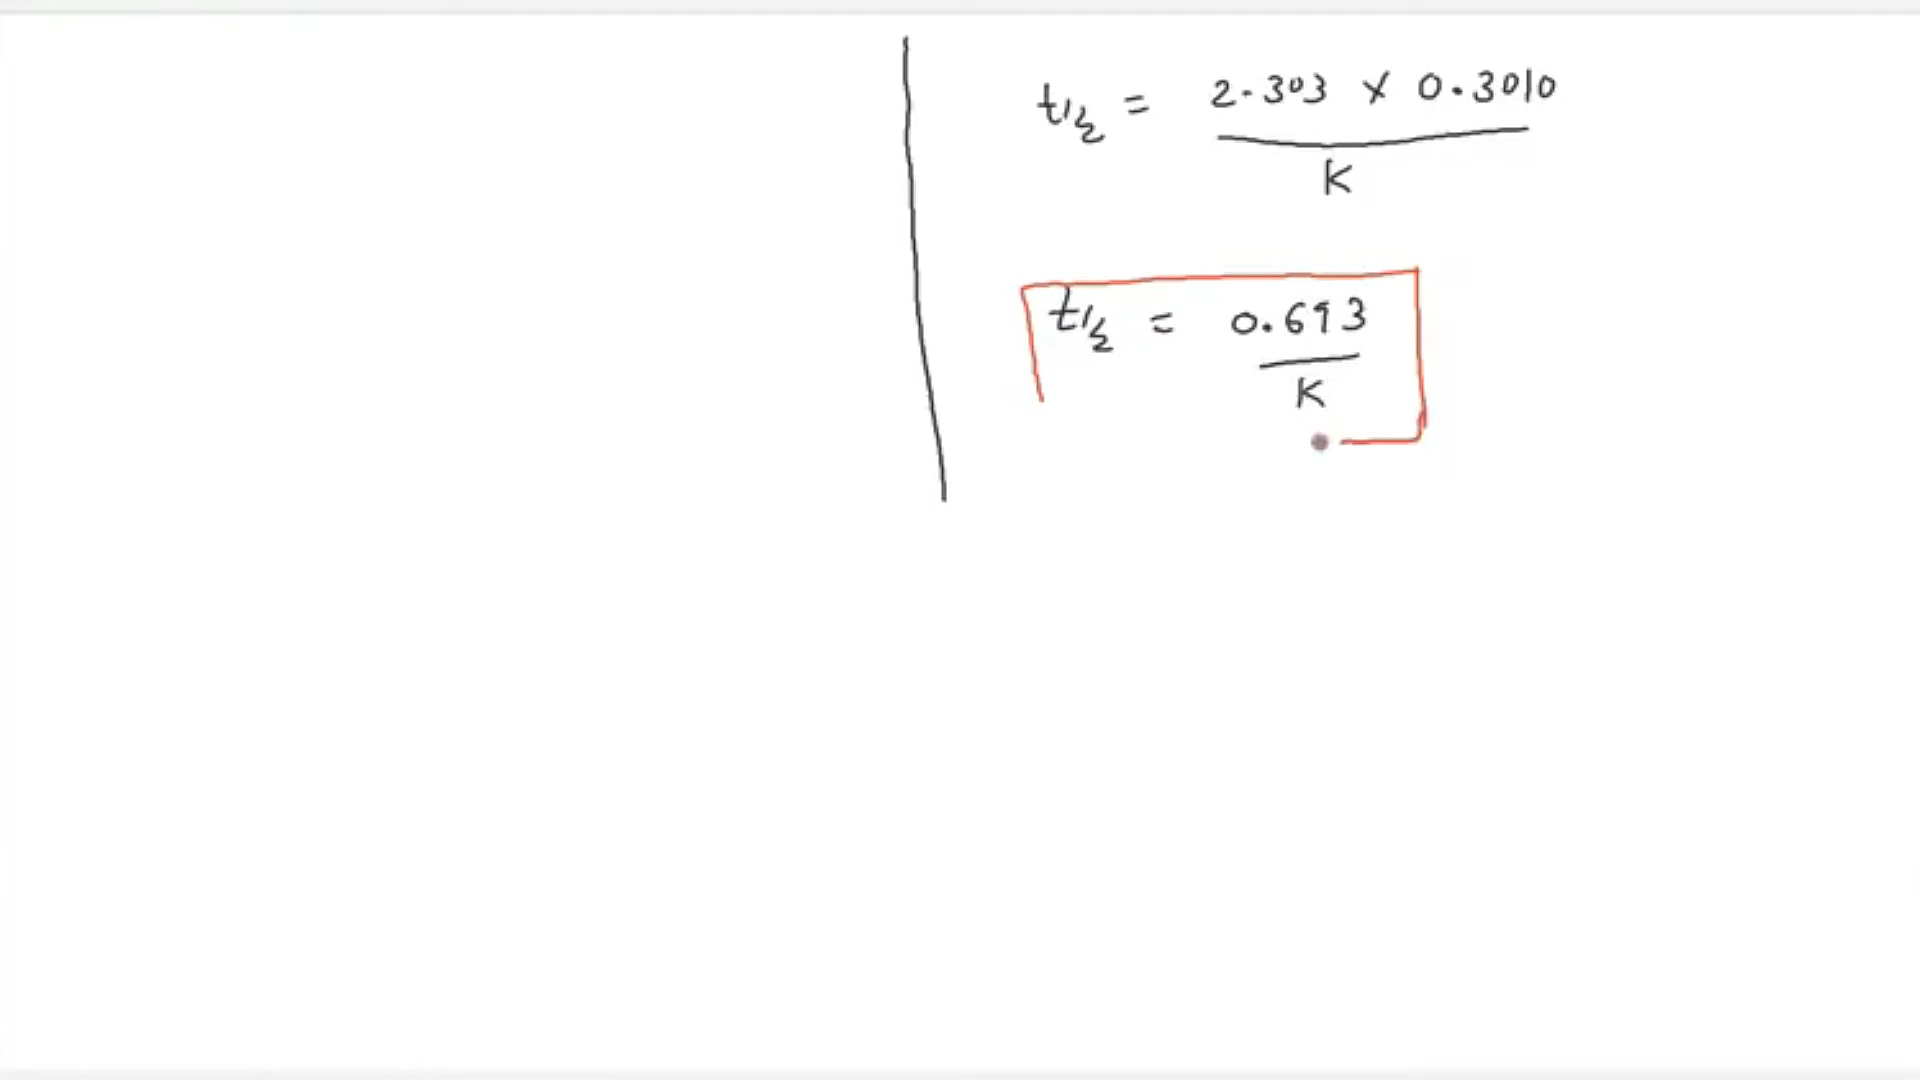 t1/2 = 2.303 × 0.3010
K
t1/2 = 0.693
K